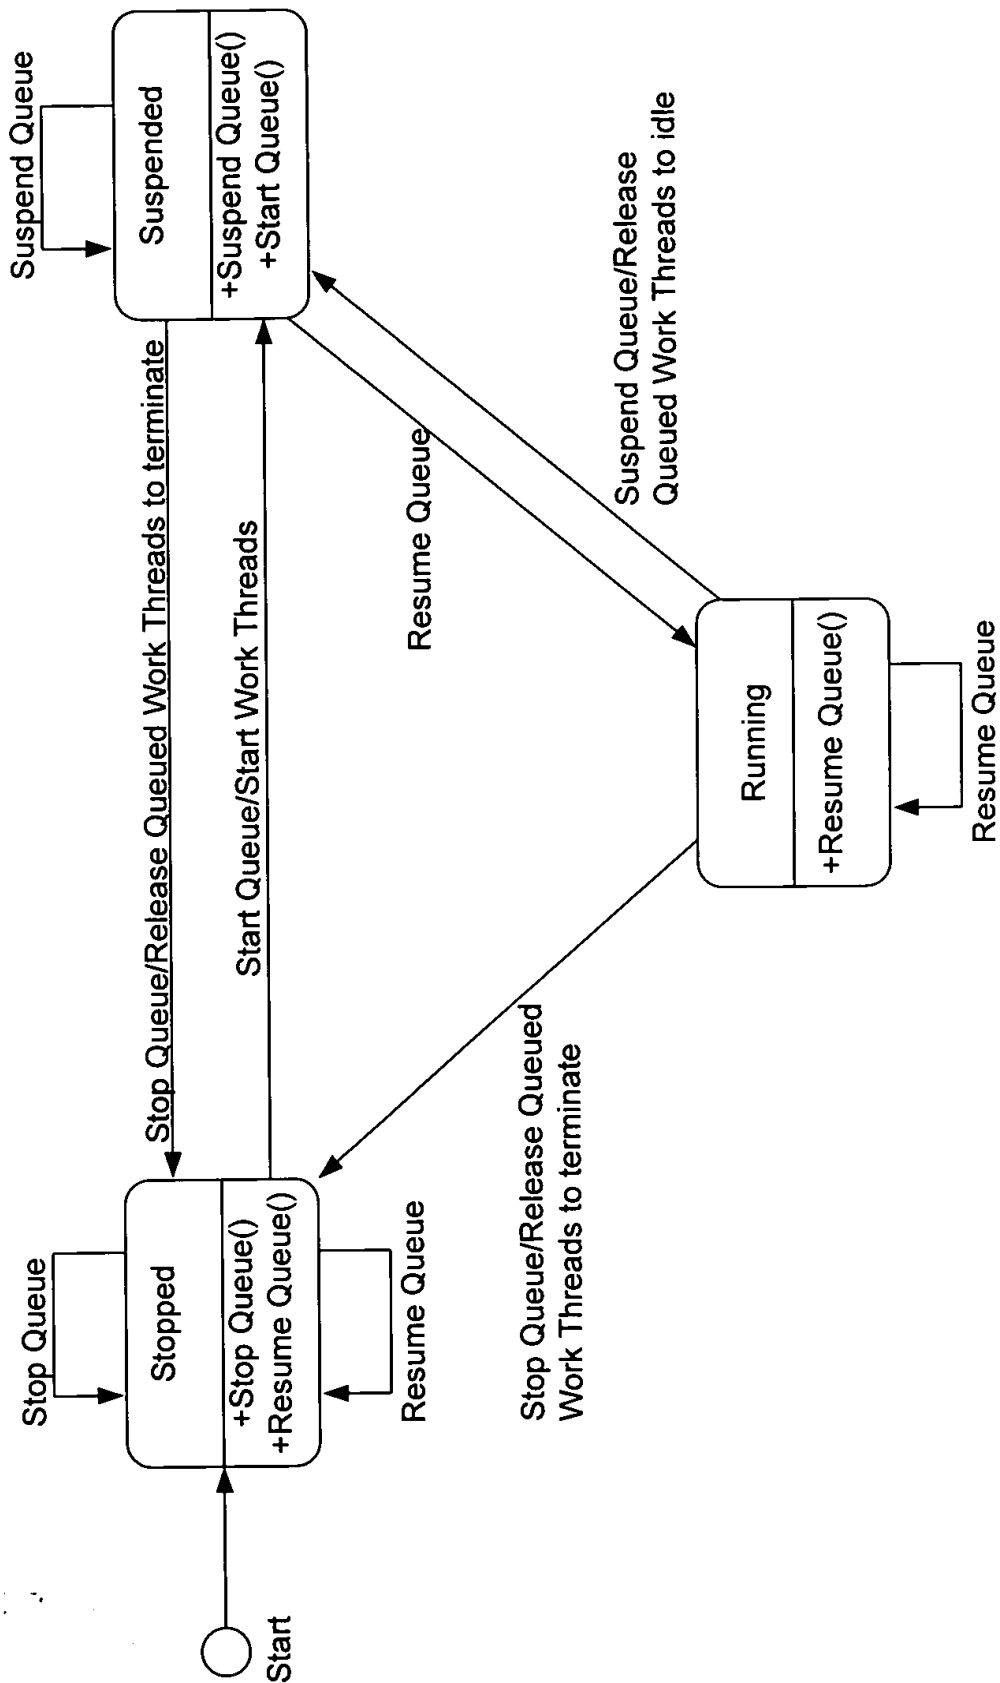 Start
Stop Queue
Stopped
+Stop Queue()
+Resume Queue()
Resume Queue
Stop Queue/Release Queued Work Threads to terminate
Start Queue/Start Work Threads
Suspend Queue
Suspended
+Suspend Queue()
+Start Queue()
Resume Queue
Suspend Queue/Release
Queued Work Threads to idle
Stop Queue/Release Queued
Work Threads to terminate
Running
+Resume Queue()
Resume Queue